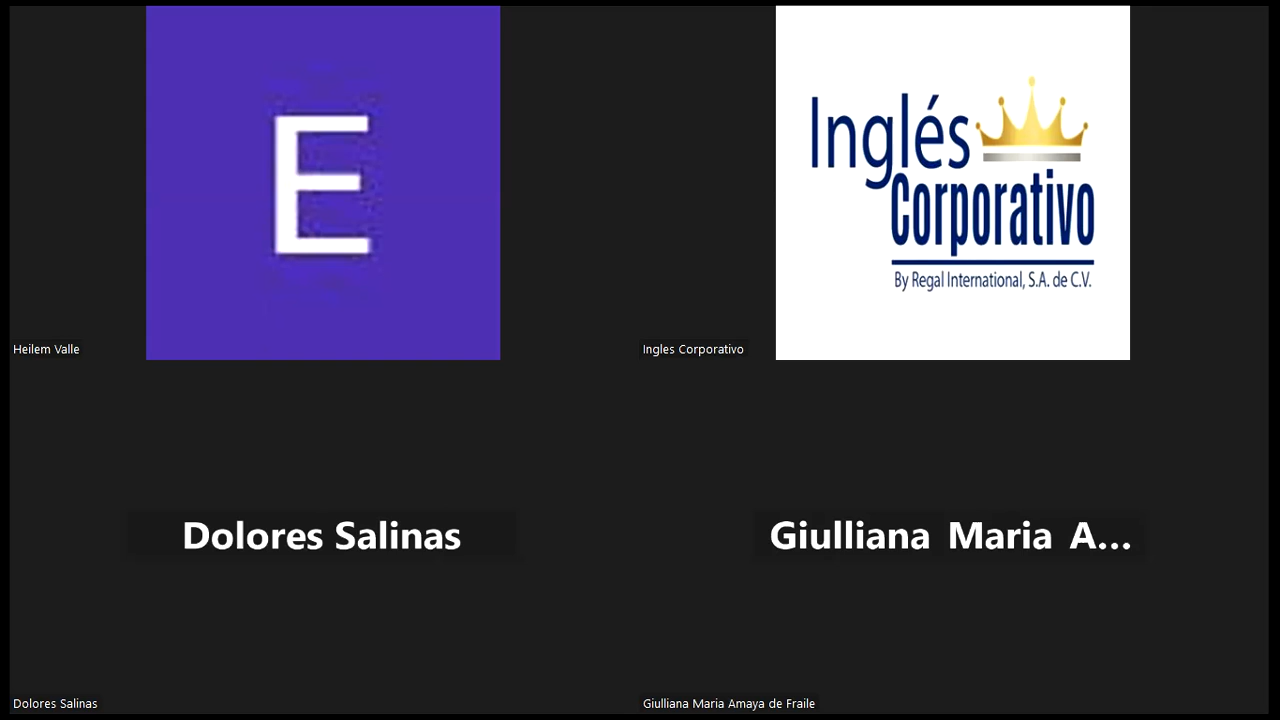 E
Inglés
Corporativo
By Regal International, S.A. de C.V.
Heilem Valle
Ingles Corporativo
Dolores Salinas
Giulliana Maria A...
Dolores Salinas
Giulliana Maria Amaya de Fraile